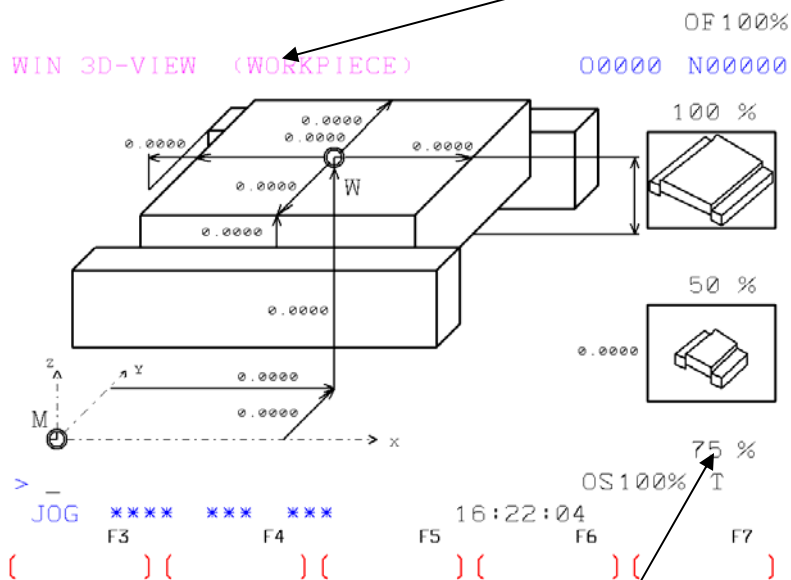 OF100%
WIN 3D-VIEW (WORKPIECE) O0000 N00000
100 %
0.0000
0.0000
0.0000 0.0000
W
0.0000
0.0000
50 %
0.0000
0.0000
Z Y
0.0000
0.0000
M
X
75 %
> _
OS100% T
JOG **** *** *** 16:22:04
F3 F4 F5 F6 F7
( ) ( ) ( ) ( ) ( )